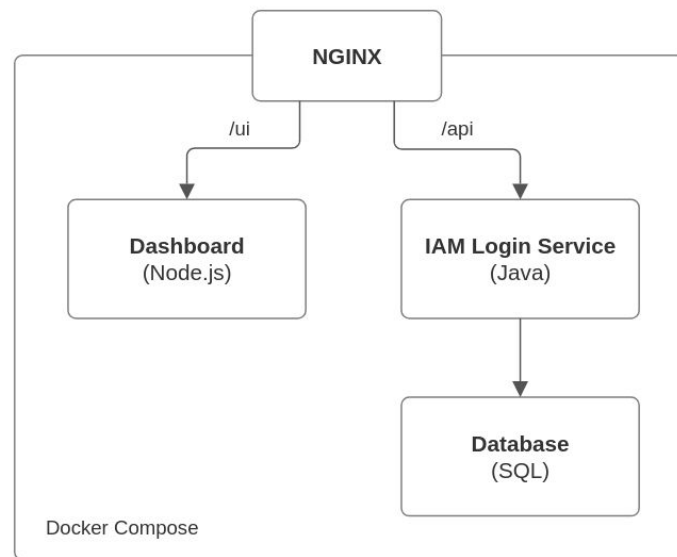 NGINX
/ui
/api
Dashboard
(Node.js)
IAM Login Service
(Java)
Database
(SQL)
Docker Compose